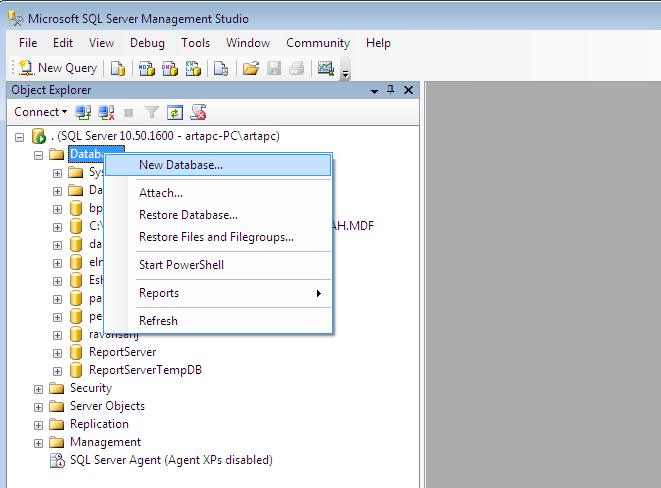 Microsoft SQL Server Management Studio
File Edit View Debug Tools Window Community Help
New Query
Object Explorer
Connect
. (SQL Server 10.50.1600 - artapc-PC\artapc)
Databases
New Database...
Attach...
Restore Database...
Restore Files and Filegroups...
Start PowerShell
Reports
Refresh
Sys
Da
bp
C:\ AH.MDF
da
eln
Esh
pa
pe
ravansanj
ReportServer
ReportServerTempDB
Security
Server Objects
Replication
Management
SQL Server Agent (Agent XPs disabled)